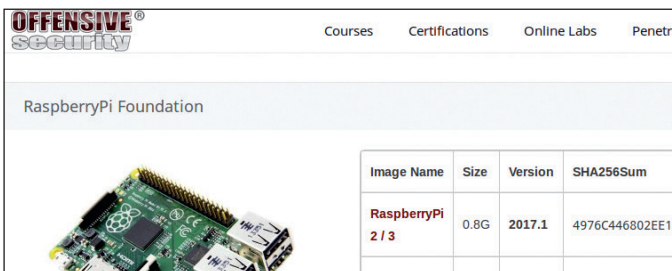 OFFENSIVE®
security
Courses Certifications Online Labs Penetr
RaspberryPi Foundation
Image Name Size Version SHA256Sum
RaspberryPi
2 / 3 0.8G 2017.1 4976C446802EE1
HDMI